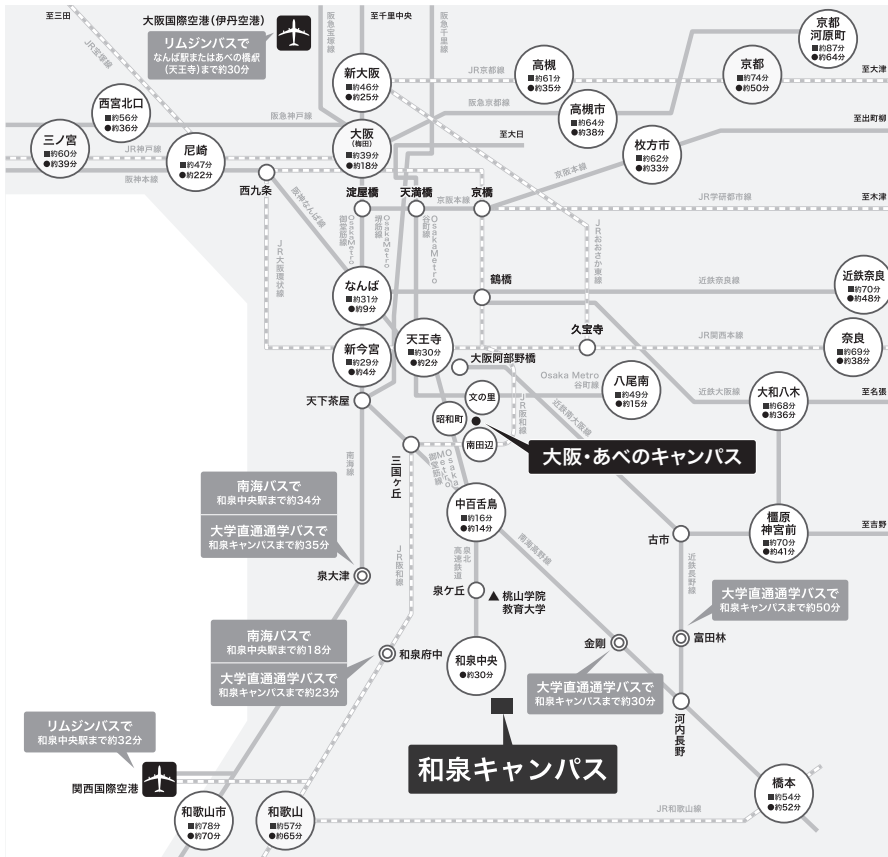 至三田
大阪国際空港(伊丹空港)
リムジンバスで
なんば駅またはあべの橋駅
(天王寺)まで約30分
JR宝塚線
阪急宝塚線
至千里中央
阪急千里線
新大阪
■約46分
●約25分
JR京都線
高槻
■約61分
●約35分
京都
■約74分
●約50分
京都
河原町
■約87分
●約64分
至大津
西宮北口
■約56分
●約36分
阪急神戸線
阪急京都線
高槻市
■約64分
●約38分
至出町柳
三ノ宮
■約60分
●約39分
JR神戸線
阪神本線
尼崎
■約47分
●約22分
大阪
(梅田)
■約39分
●約18分
至大日
枚方市
■約62分
●約33分
京阪本線
西九条
阪神なんば線
淀屋橋
天満橋
京阪本線
京橋
JR学研都市線
至木津
JR大阪環状線
OsakaMetro
御堂筋線
OsakaMetro
堺筋線
OsakaMetro
谷町線
JRおおさか東線
なんば
■約31分
●約9分
鶴橋
近鉄奈良線
近鉄奈良
■約70分
●約48分
新今宮
■約29分
●約4分
天王寺
■約30分
●約2分
久宝寺
JR関西本線
奈良
■約69分
●約38分
大阪阿部野橋
Osaka Metro
谷町線
八尾南
■約49分
●約15分
近鉄大阪線
大和八木
■約68分
●約36分
至名張
天下茶屋
文の里
昭和町
南田辺
JR阪和線
近鉄南大阪線
大阪・あべのキャンパス
南海線
三国ヶ丘
Osaka
Metro
御堂筋線
南海バスで
和泉中央駅まで約34分
大学直通通学バスで
和泉キャンパスまで約35分
中百舌鳥
■約16分
●約14分
南海高野線
古市
橿原
神宮前
■約70分
●約41分
至吉野
泉大津
JR阪和線
泉北
高速鉄道
泉ケ丘
▲桃山学院
教育大学
近鉄長野線
大学直通通学バスで
和泉キャンパスまで約50分
南海バスで
和泉中央駅まで約18分
大学直通通学バスで
和泉キャンパスまで約23分
和泉府中
和泉中央
●約30分
金剛
富田林
大学直通通学バスで
和泉キャンパスまで約30分
河内長野
リムジンバスで
和泉中央駅まで約32分
関西国際空港
和泉キャンパス
和歌山市
■約78分
●約70分
和歌山
■約57分
●約65分
JR和歌山線
橋本
■約54分
●約52分